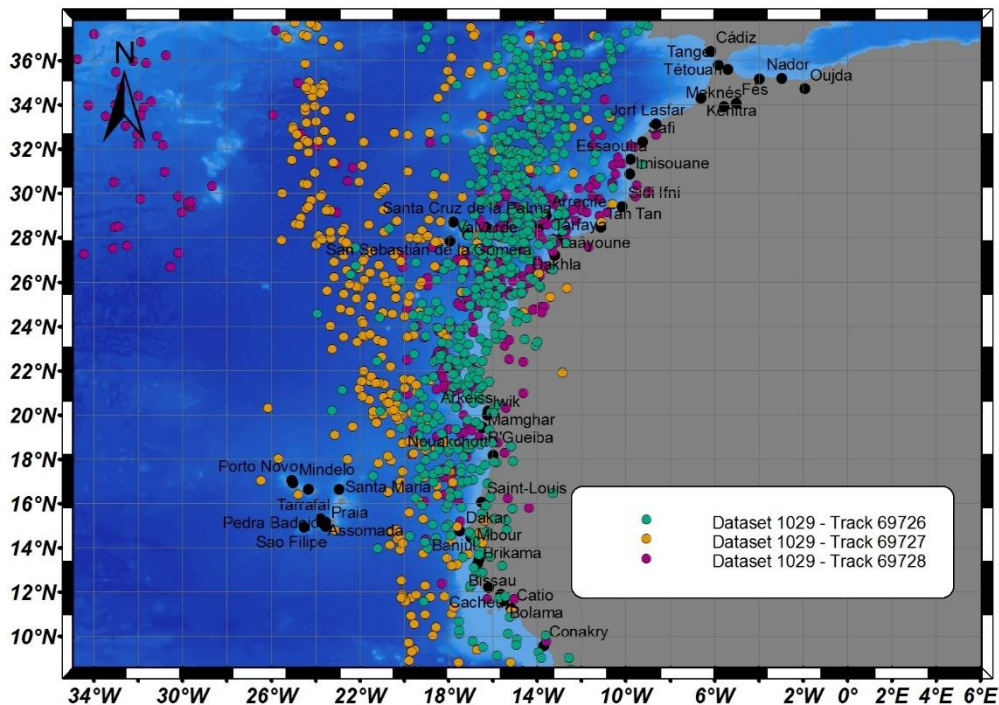 36°N
34°N
32°N
30°N
28°N
26°N
24°N
22°N
20°N
18°N
16°N
14°N
12°N
10°N
N
Cádiz
Tange
Tétouan
Nador
Oujda
Meknès
Fes
Kenitra
Jorf Lasfar
Safi
Essaouira
Imisouane
Sidi Ifni
Tan Tan
Arrecife
Tarfaya
Santa Cruz de la Palma
Valverde
San Sebastián de la Gomera
Laayoune
Dakhla
Arkeiss
Iwik
Mamghar
R'Gueiba
Nouakchott
Porto Novo
Mindelo
Santa Maria
Saint-Louis
Tarrafal
Praia
Pedra Badejo
Assomada
Sao Filipe
Dakar
Mbour
Banjul
Brikama
Bissau
Catio
Cacheu
Bolama
Conakry
Dataset 1029 - Track 69726
Dataset 1029 - Track 69727
Dataset 1029 - Track 69728
34°W 30°W 26°W 22°W 18°W 14°W 10°W 6°W 4°W 2°W 0° 2°E 4°E 6°E